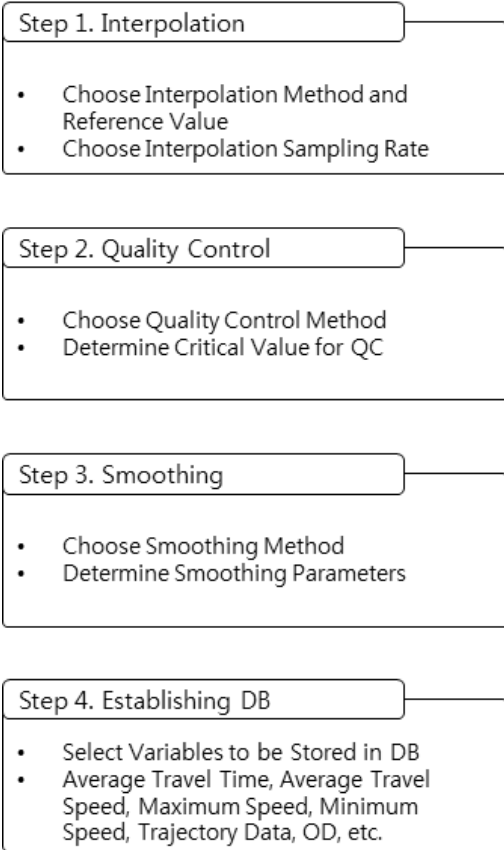 Step 1. Interpolation
• Choose Interpolation Method and
Reference Value
• Choose Interpolation Sampling Rate
Step 2. Quality Control
• Choose Quality Control Method
• Determine Critical Value for QC
Step 3. Smoothing
• Choose Smoothing Method
• Determine Smoothing Parameters
Step 4. Establishing DB
• Select Variables to be Stored in DB
• Average Travel Time, Average Travel
Speed, Maximum Speed, Minimum
Speed, Trajectory Data, OD, etc.